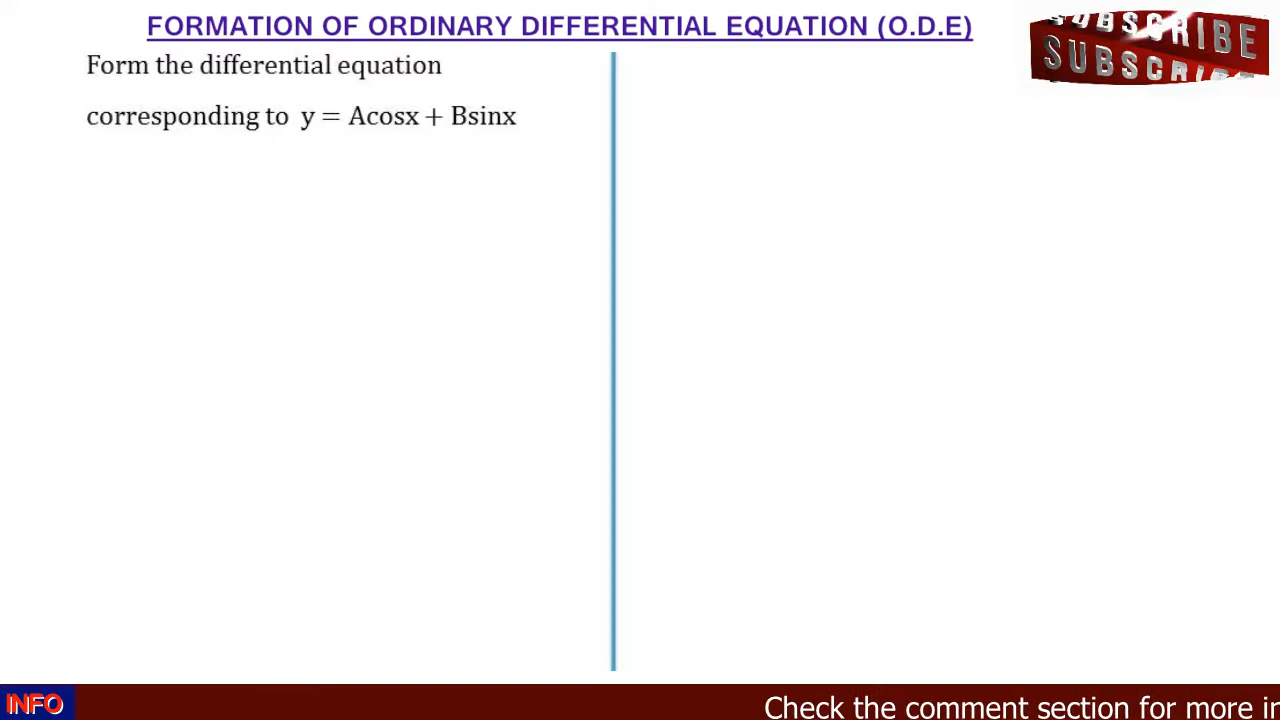 FORMATION OF ORDINARY DIFFERENTIAL EQUATION (O.D.E)
SUBSCRIBE
SUBSCRIBE
Form the differential equation
corresponding to y = Acosx + Bsinx
INFO
Check the comment section for more in